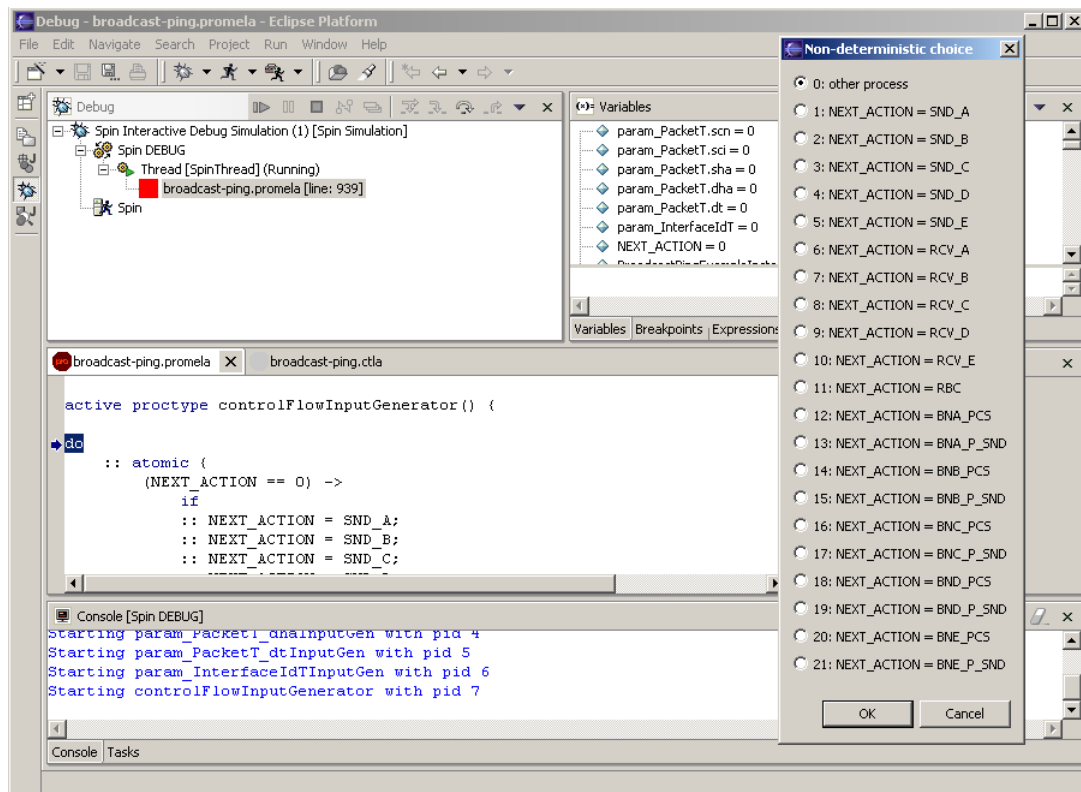 Debug - broadcast-ping.promela - Eclipse Platform
File Edit Navigate Search Project Run Window Help
Debug
Spin Interactive Debug Simulation (1) [Spin Simulation]
Spin DEBUG
Thread [SpinThread] (Running)
broadcast-ping.promela [line: 939]
Spin
(x)= Variables
param_PacketT.scn = 0
param_PacketT.sci = 0
param_PacketT.sha = 0
param_PacketT.dha = 0
param_PacketT.dt = 0
param_InterfaceIdT = 0
NEXT_ACTION = 0
Variables Breakpoints Expressions
broadcast-ping.promela broadcast-ping.ctla
active proctype controlFlowInputGenerator() {
do
:: atomic {
(NEXT_ACTION == 0) ->
if
:: NEXT_ACTION = SND_A;
:: NEXT_ACTION = SND_B;
:: NEXT_ACTION = SND_C;
Console [Spin DEBUG]
Starting param_PacketT_dhaInputGen with pid 4
Starting param_PacketT_dtInputGen with pid 5
Starting param_InterfaceIdTInputGen with pid 6
Starting controlFlowInputGenerator with pid 7
Console Tasks
Non-deterministic choice
0: other process
1: NEXT_ACTION = SND_A
2: NEXT_ACTION = SND_B
3: NEXT_ACTION = SND_C
4: NEXT_ACTION = SND_D
5: NEXT_ACTION = SND_E
6: NEXT_ACTION = RCV_A
7: NEXT_ACTION = RCV_B
8: NEXT_ACTION = RCV_C
9: NEXT_ACTION = RCV_D
10: NEXT_ACTION = RCV_E
11: NEXT_ACTION = RBC
12: NEXT_ACTION = BNA_PCS
13: NEXT_ACTION = BNA_P_SND
14: NEXT_ACTION = BNB_PCS
15: NEXT_ACTION = BNB_P_SND
16: NEXT_ACTION = BNC_PCS
17: NEXT_ACTION = BNC_P_SND
18: NEXT_ACTION = BND_PCS
19: NEXT_ACTION = BND_P_SND
20: NEXT_ACTION = BNE_PCS
21: NEXT_ACTION = BNE_P_SND
OK Cancel